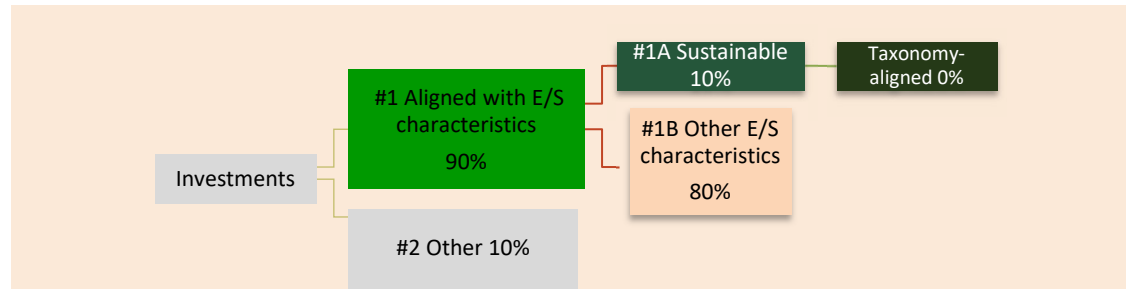 Investments
#1 Aligned with E/S
characteristics
90%
#2 Other 10%
#1A Sustainable
10%
#1B Other E/S
characteristics
80%
Taxonomy-
aligned 0%